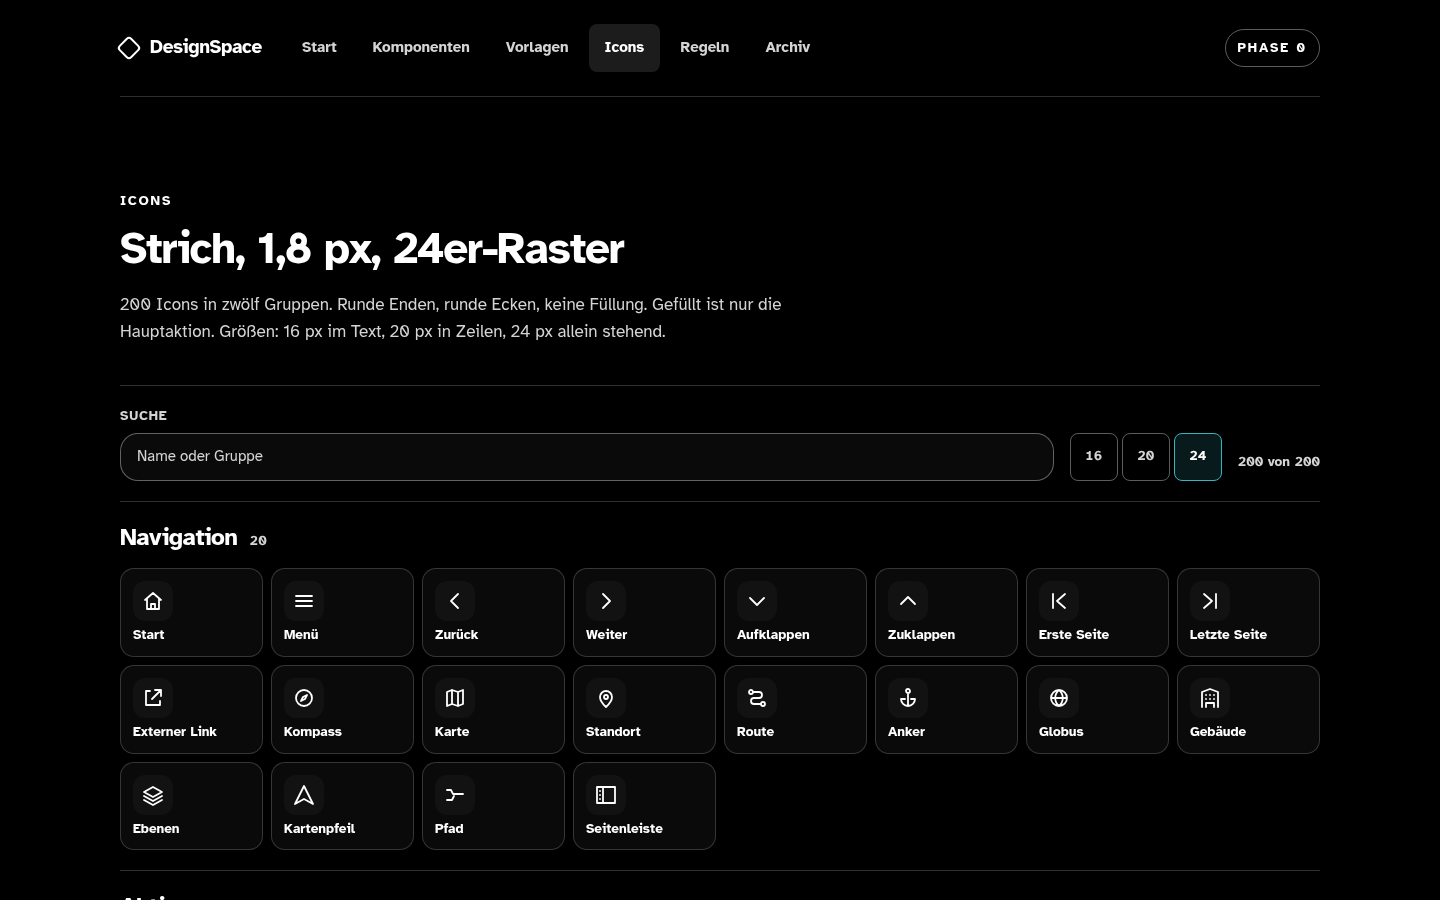 DesignSpace
Start
Komponenten
Vorlagen
Icons
Regeln
Archiv
PHASE 0
ICONS
Strich, 1,8 px, 24er-Raster
200 Icons in zwölf Gruppen. Runde Enden, runde Ecken, keine Füllung. Gefüllt ist nur die
Hauptaktion. Größen: 16 px im Text, 20 px in Zeilen, 24 px allein stehend.
SUCHE
Name oder Gruppe
16
20
24
200 von 200
Navigation 20
Start
Menü
Zurück
Weiter
Aufklappen
Zuklappen
Erste Seite
Letzte Seite
Externer Link
Kompass
Karte
Standort
Route
Anker
Globus
Gebäude
Ebenen
Kartenpfeil
Pfad
Seitenleiste